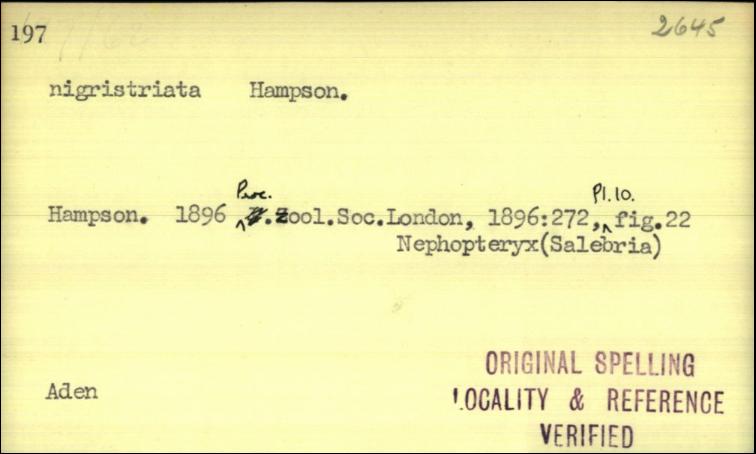 197 2645
nigristriata Hampson.
Hampson. 1896 Proc. Zool.Soc.London, 1896:272, Pl.10. fig.22
Nephopteryx(Salebria)
Aden
ORIGINAL SPELLING
LOCALITY & REFERENCE
VERIFIED